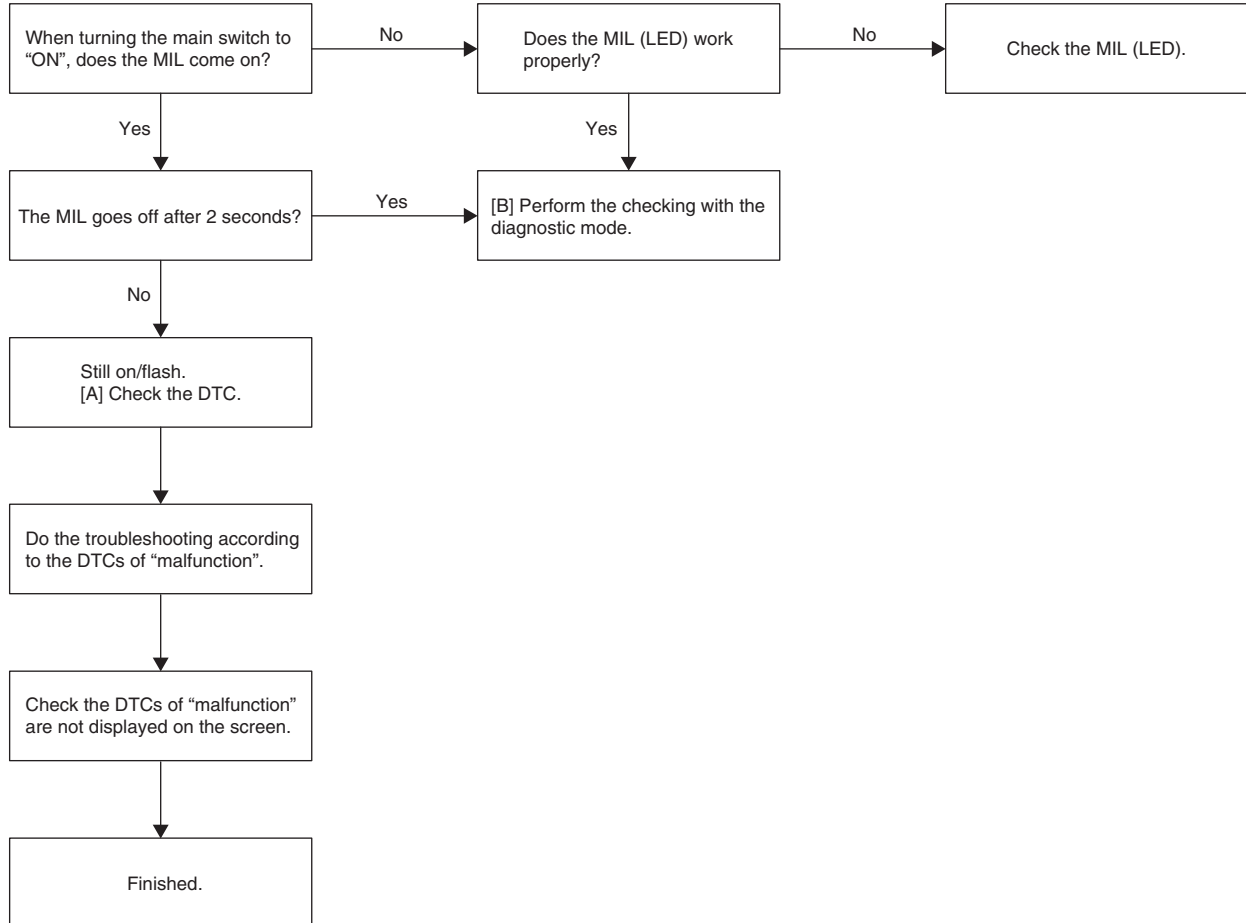 When turning the main switch to
“ON”, does the MIL come on?
No
Does the MIL (LED) work
properly?
No
Check the MIL (LED).
Yes
Yes
The MIL goes off after 2 seconds?
Yes
[B] Perform the checking with the
diagnostic mode.
No
Still on/flash.
[A] Check the DTC.
Do the troubleshooting according
to the DTCs of “malfunction”.
Check the DTCs of “malfunction”
are not displayed on the screen.
Finished.